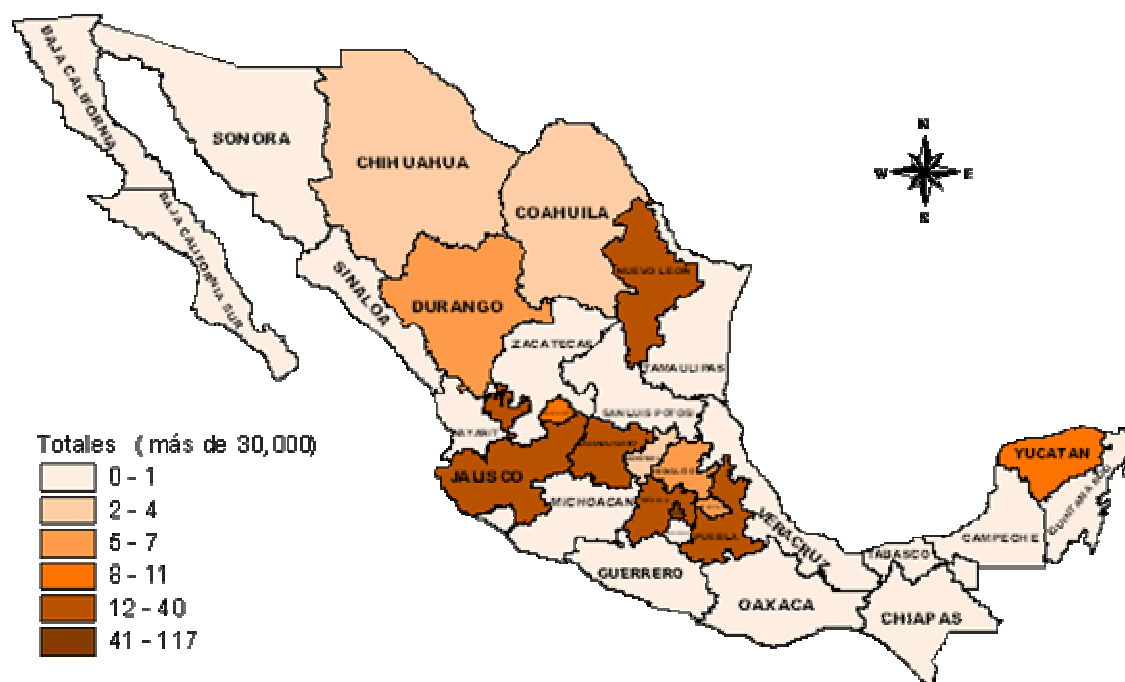 BAJA CALIFORNIA
SONORA
CHIHUAHUA
COAHUILA
N
W E
S
BAJA CALIFORNIA SUR
SINALOA
DURANGO
NUEVO LEON
ZACATECAS
TAMAULIPAS
SAN LUIS POTOSI
NAYARIT
JALISCO
MICHOACAN
PUEBLA
VERACRUZ
GUERRERO
OAXACA
TABASCO
CHIAPAS
CAMPECHE
YUCATAN
QUINTANA ROO
Totales ( más de 30,000)
0 - 1
2 - 4
5 - 7
8 - 11
12 - 40
41 - 117